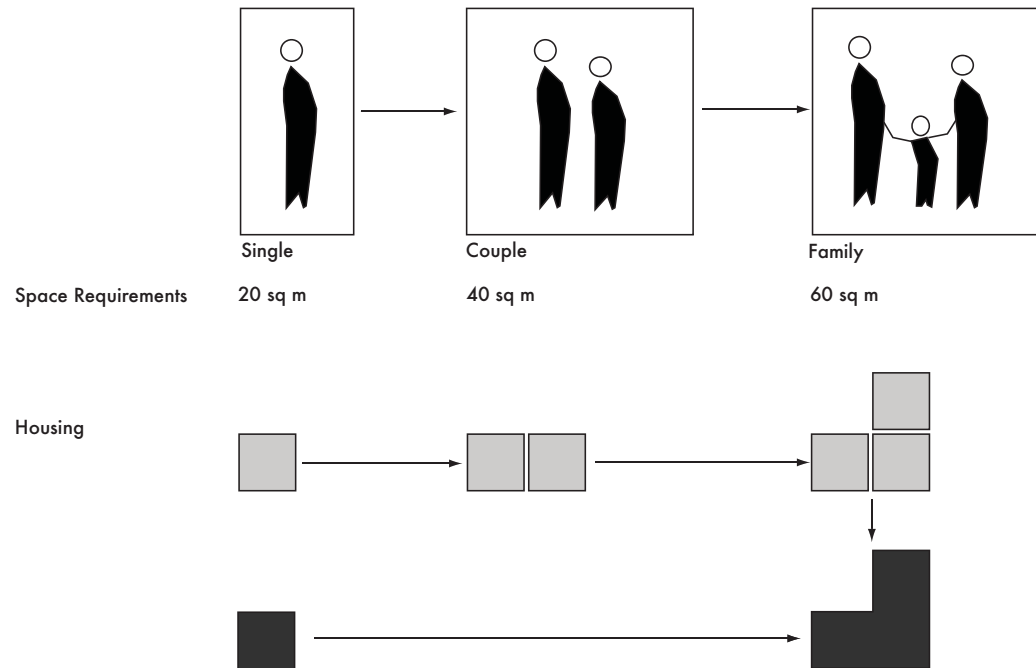 Single
Couple
Family
Space Requirements
20 sq m
40 sq m
60 sq m
Housing